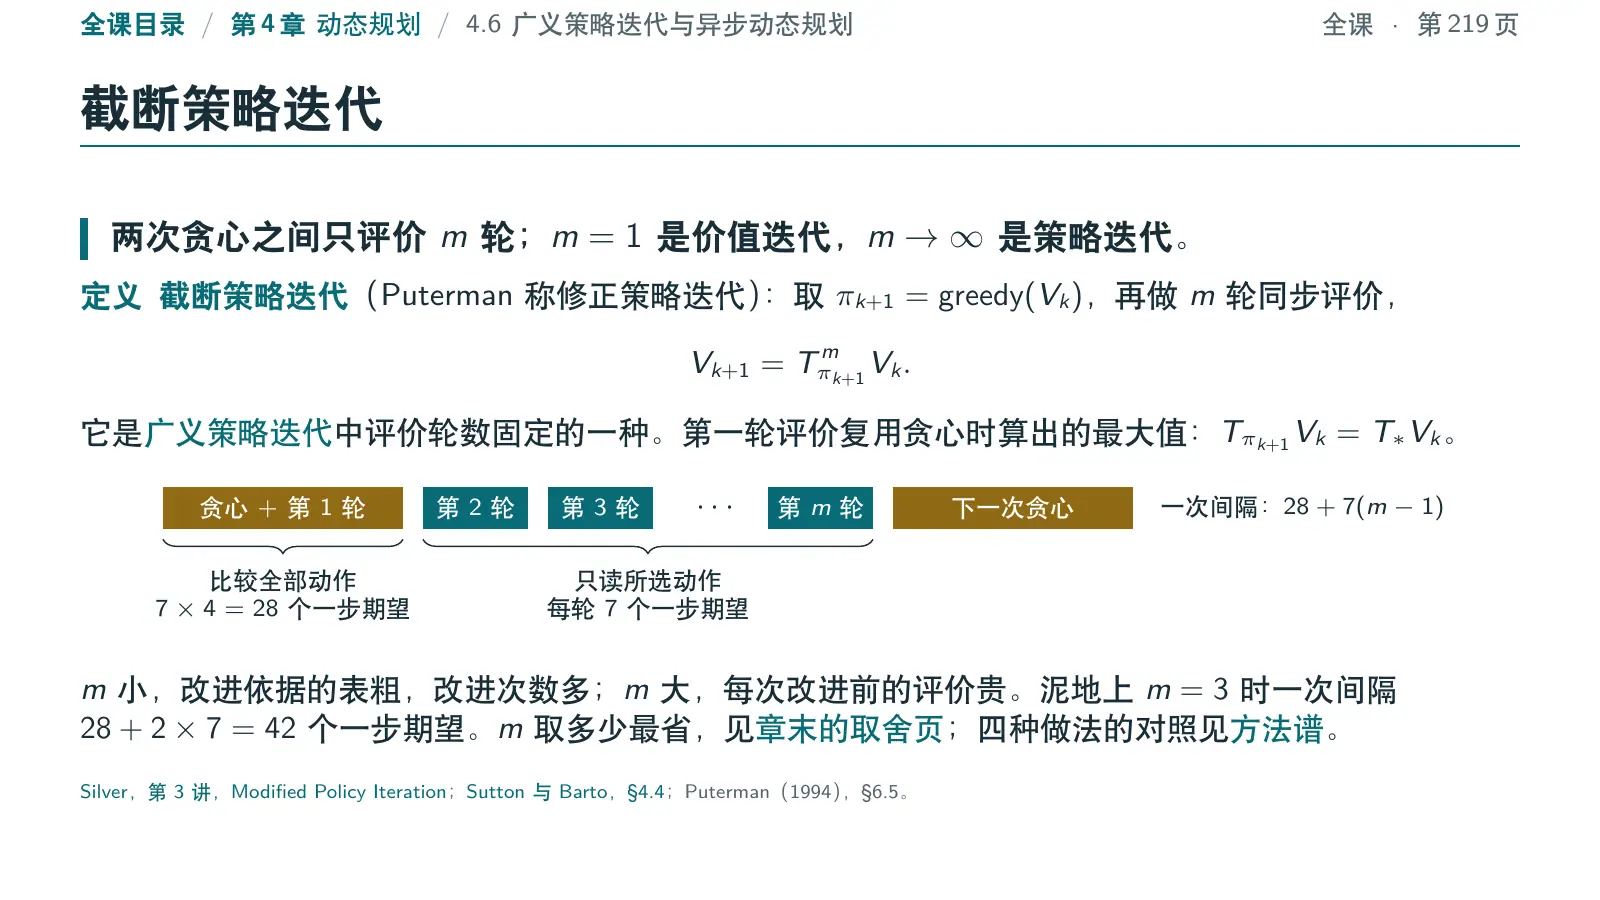 全课目录 / 第 4 章 动态规划 / 4.6 广义策略迭代与异步动态规划
全课 · 第 219 页
截断策略迭代
两次贪心之间只评价 m 轮；m = 1 是价值迭代，m → ∞ 是策略迭代。
定义 截断策略迭代（Puterman 称修正策略迭代）：取 π_{k+1} = greedy(V_k)，再做 m 轮同步评价，
V_{k+1} = T^m_{π_{k+1}} V_k.
它是广义策略迭代中评价轮数固定的一种。第一轮评价复用贪心时算出的最大值：T_{π_{k+1}} V_k = T_* V_k。
贪心 + 第 1 轮 第 2 轮 第 3 轮 ··· 第 m 轮 下一次贪心 一次间隔：28 + 7(m − 1)
比较全部动作 只读所选动作
7 × 4 = 28 个一步期望 每轮 7 个一步期望
m 小，改进依据的表粗，改进次数多；m 大，每次改进前的评价贵。泥地上 m = 3 时一次间隔
28 + 2 × 7 = 42 个一步期望。m 取多少最省，见章末的取舍页；四种做法的对照见方法谱。
Silver，第 3 讲，Modified Policy Iteration；Sutton 与 Barto，§4.4；Puterman (1994)，§6.5。